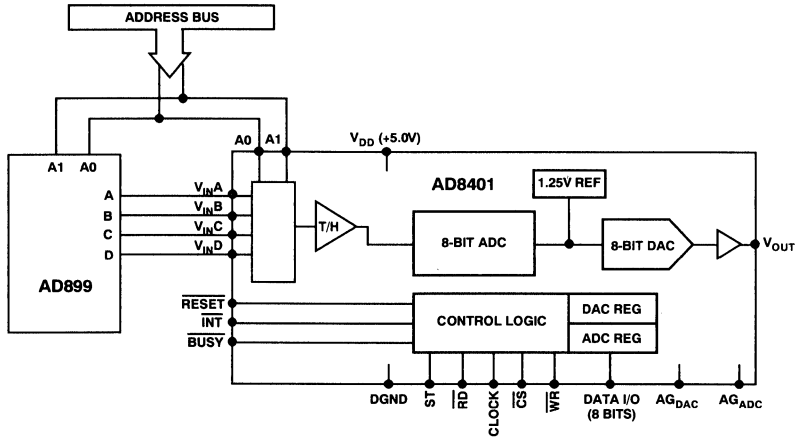 ADDRESS BUS
A0 A1 VDD (+5.0V)
A1 A0
AD8401
1.25V REF
A VINA
B VINB
C VINC
D VIND
T/H
8-BIT ADC
8-BIT DAC
VOUT
AD899
RESET
INT
BUSY
CONTROL LOGIC
DAC REG
ADC REG
DGND
ST
RD
CLOCK
CS
WR
DATA I/O
(8 BITS)
AGDAC
AGADC